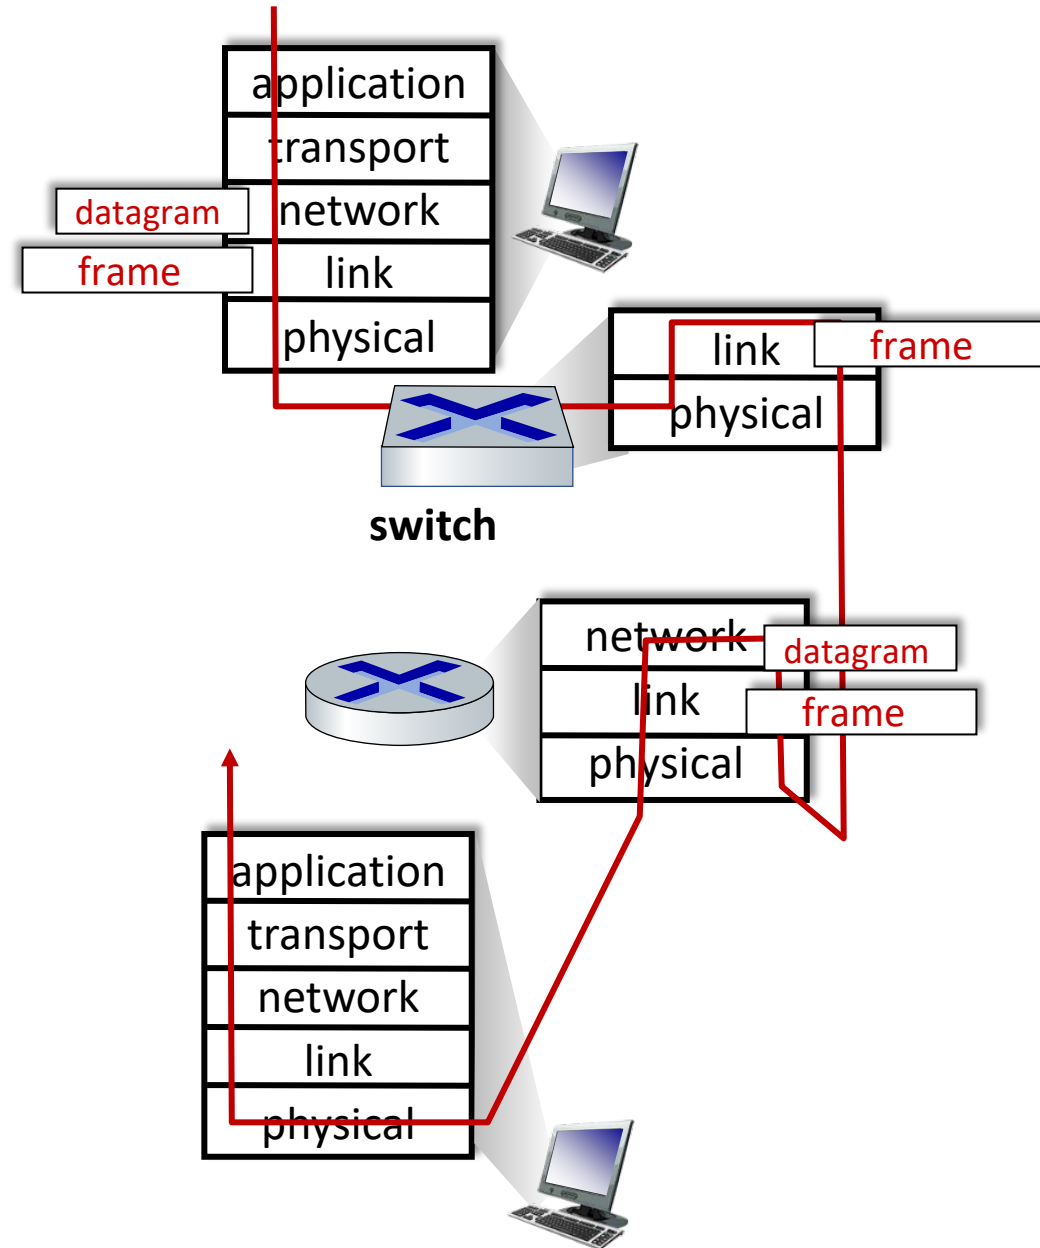 application
transport
datagram
network
frame
link
physical
link
frame
physical
switch
network
datagram
link
frame
physical
application
transport
network
link
physical